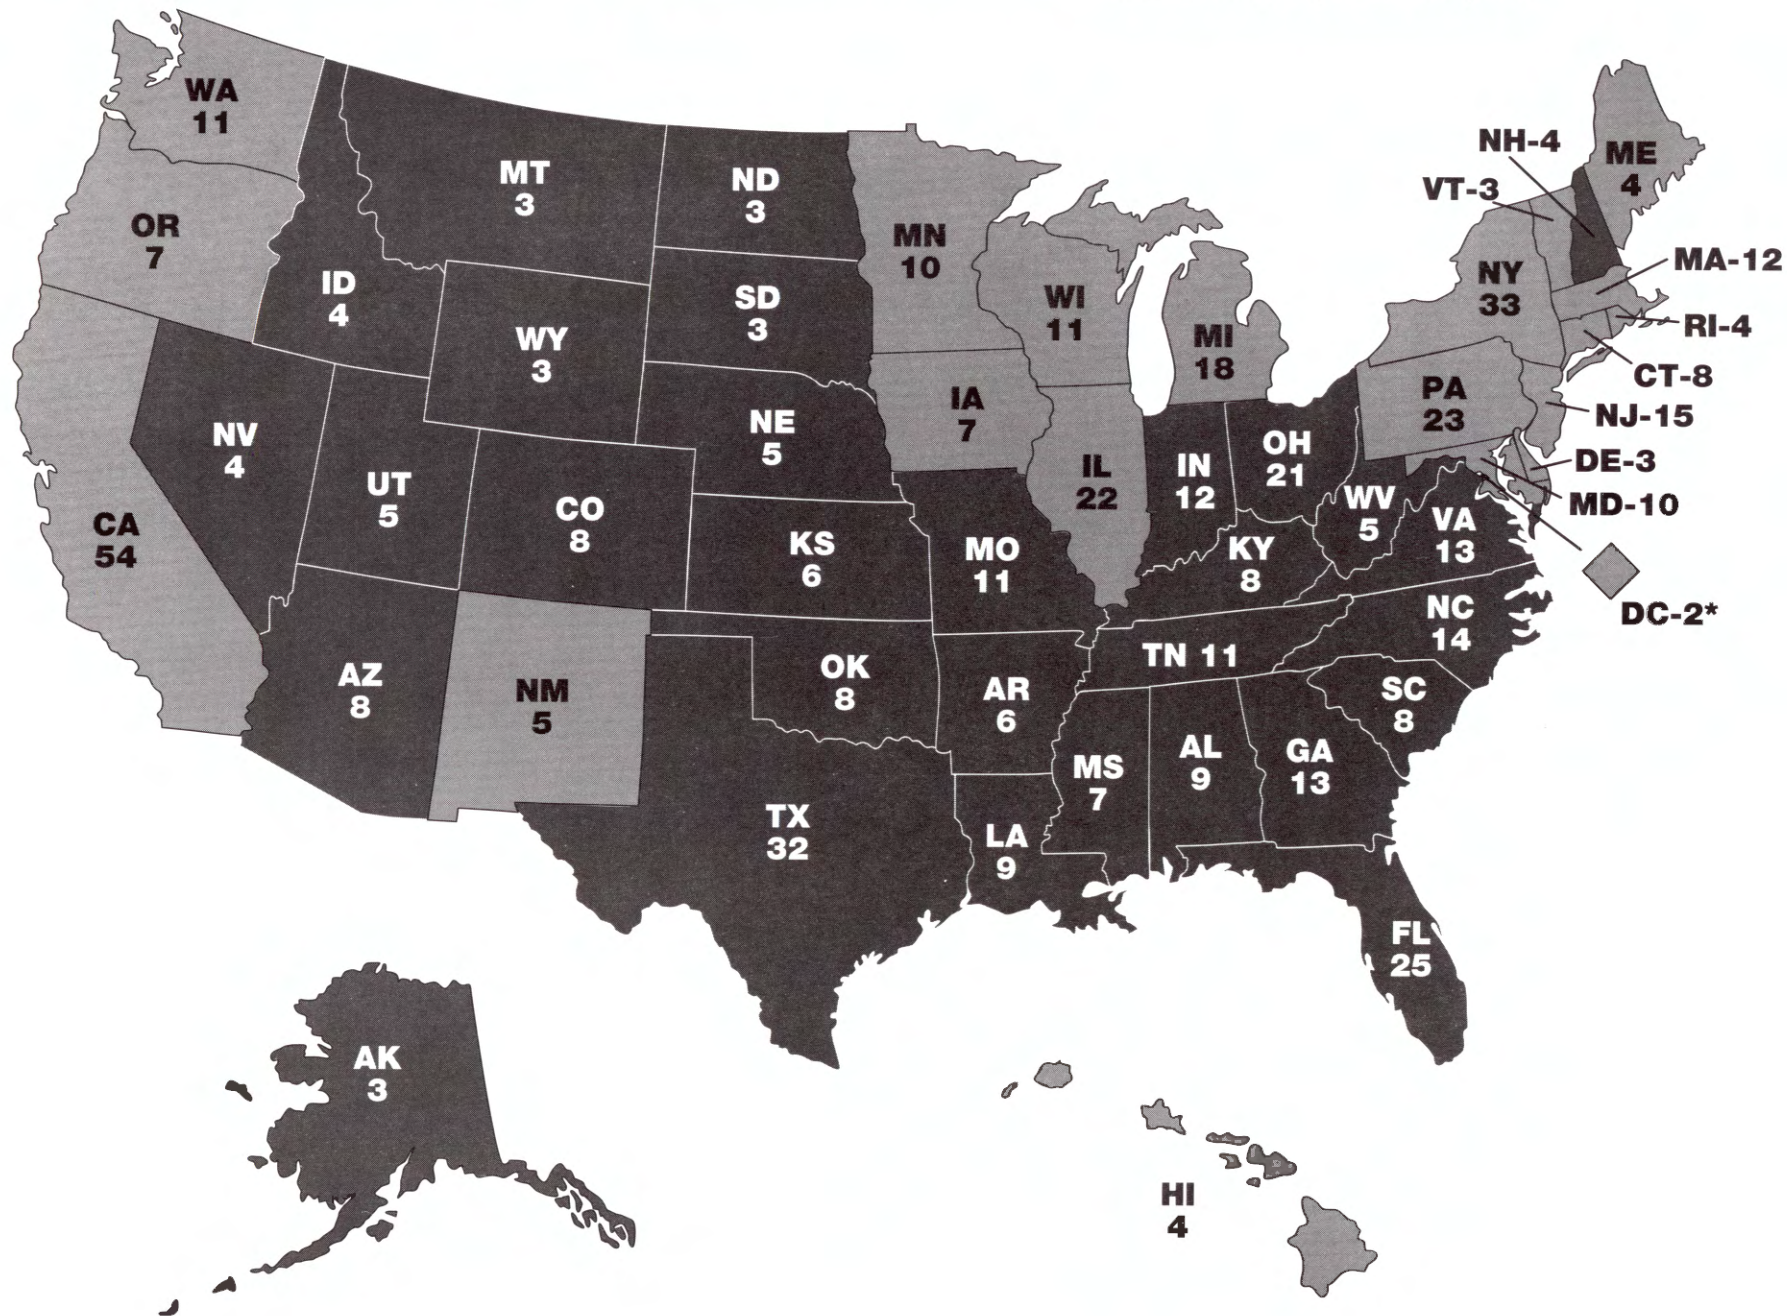 WA
11
OR
7
CA
54
NV
4
ID
4
MT
3
WY
3
UT
5
CO
8
AZ
8
NM
5
ND
3
SD
3
NE
5
KS
6
OK
8
TX
32
MN
10
IA
7
MO
11
AR
6
LA
9
WI
11
IL
22
MI
18
IN
12
OH
21
KY
8
TN 11
MS
7
AL
9
GA
13
FL
25
SC
8
NC
14
VA
13
WV
5
PA
23
NY
33
VT-3
NH-4
ME
4
MA-12
RI-4
CT-8
NJ-15
DE-3
MD-10
DC-2*
AK
3
HI
4